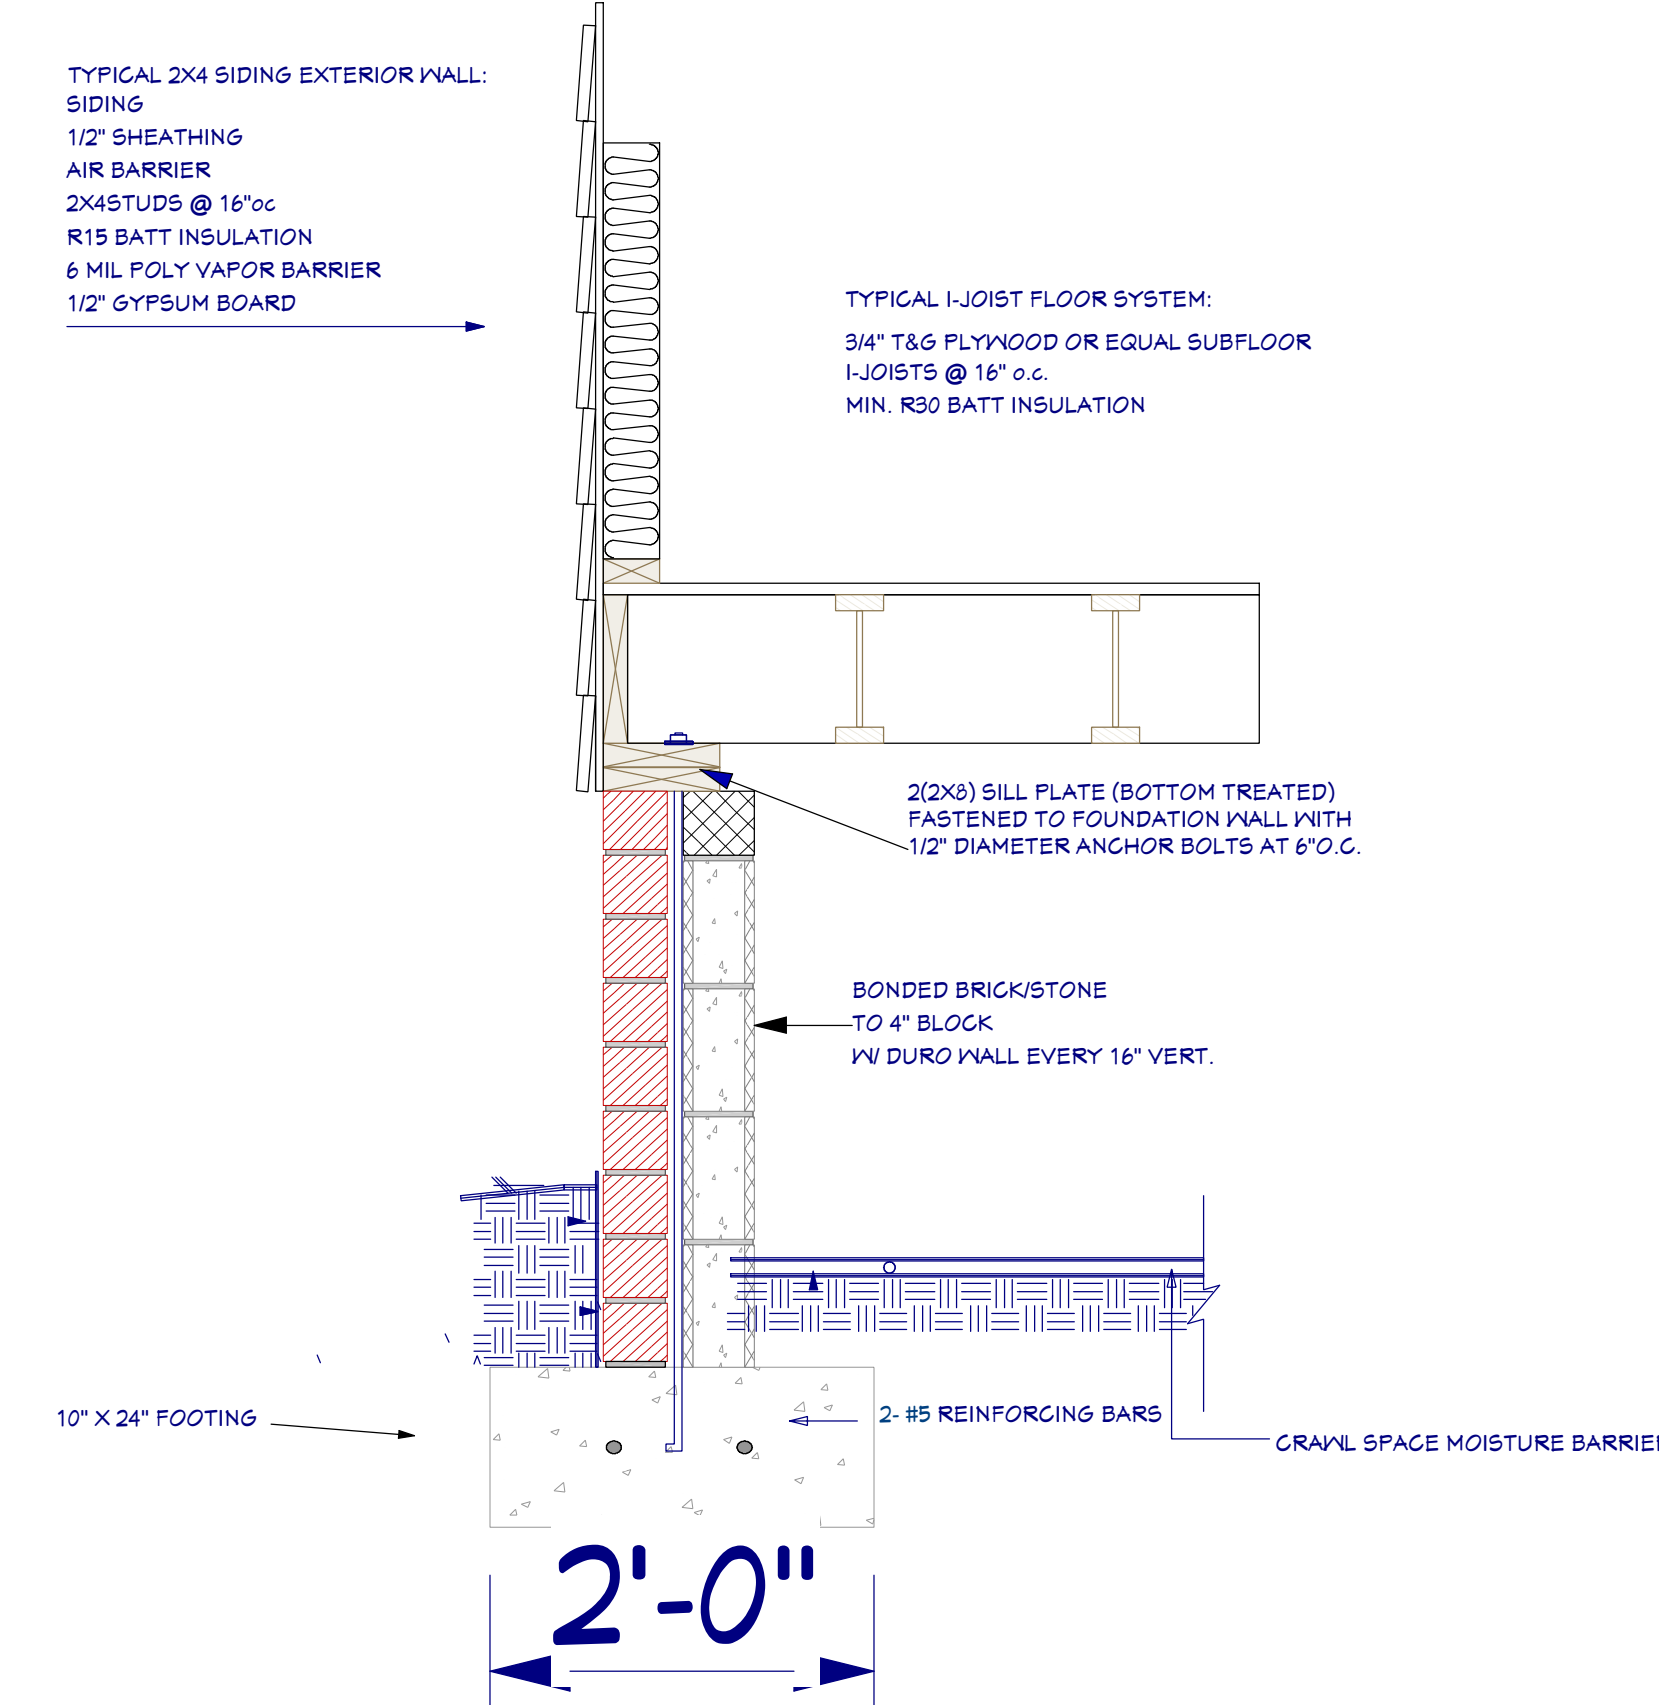 TYPICAL 2X4 SIDING EXTERIOR WALL:
SIDING
1/2" SHEATHING
AIR BARRIER
2X4STUDS @ 16"oc
R15 BATT INSULATION
6 MIL POLY VAPOR BARRIER
1/2" GYPSUM BOARD
TYPICAL I-JOIST FLOOR SYSTEM:
3/4" T&G PLYWOOD OR EQUAL SUBFLOOR
I-JOISTS @ 16" o.c.
MIN. R30 BATT INSULATION
2(2X8) SILL PLATE (BOTTOM TREATED)
FASTENED TO FOUNDATION WALL WITH
1/2" DIAMETER ANCHOR BOLTS AT 6"O.C.
BONDED BRICK/STONE
TO 4" BLOCK
W/ DURO WALL EVERY 16" VERT.
10" X 24" FOOTING
2- #5 REINFORCING BARS
CRAWL SPACE MOISTURE BARRIE
2'-0"